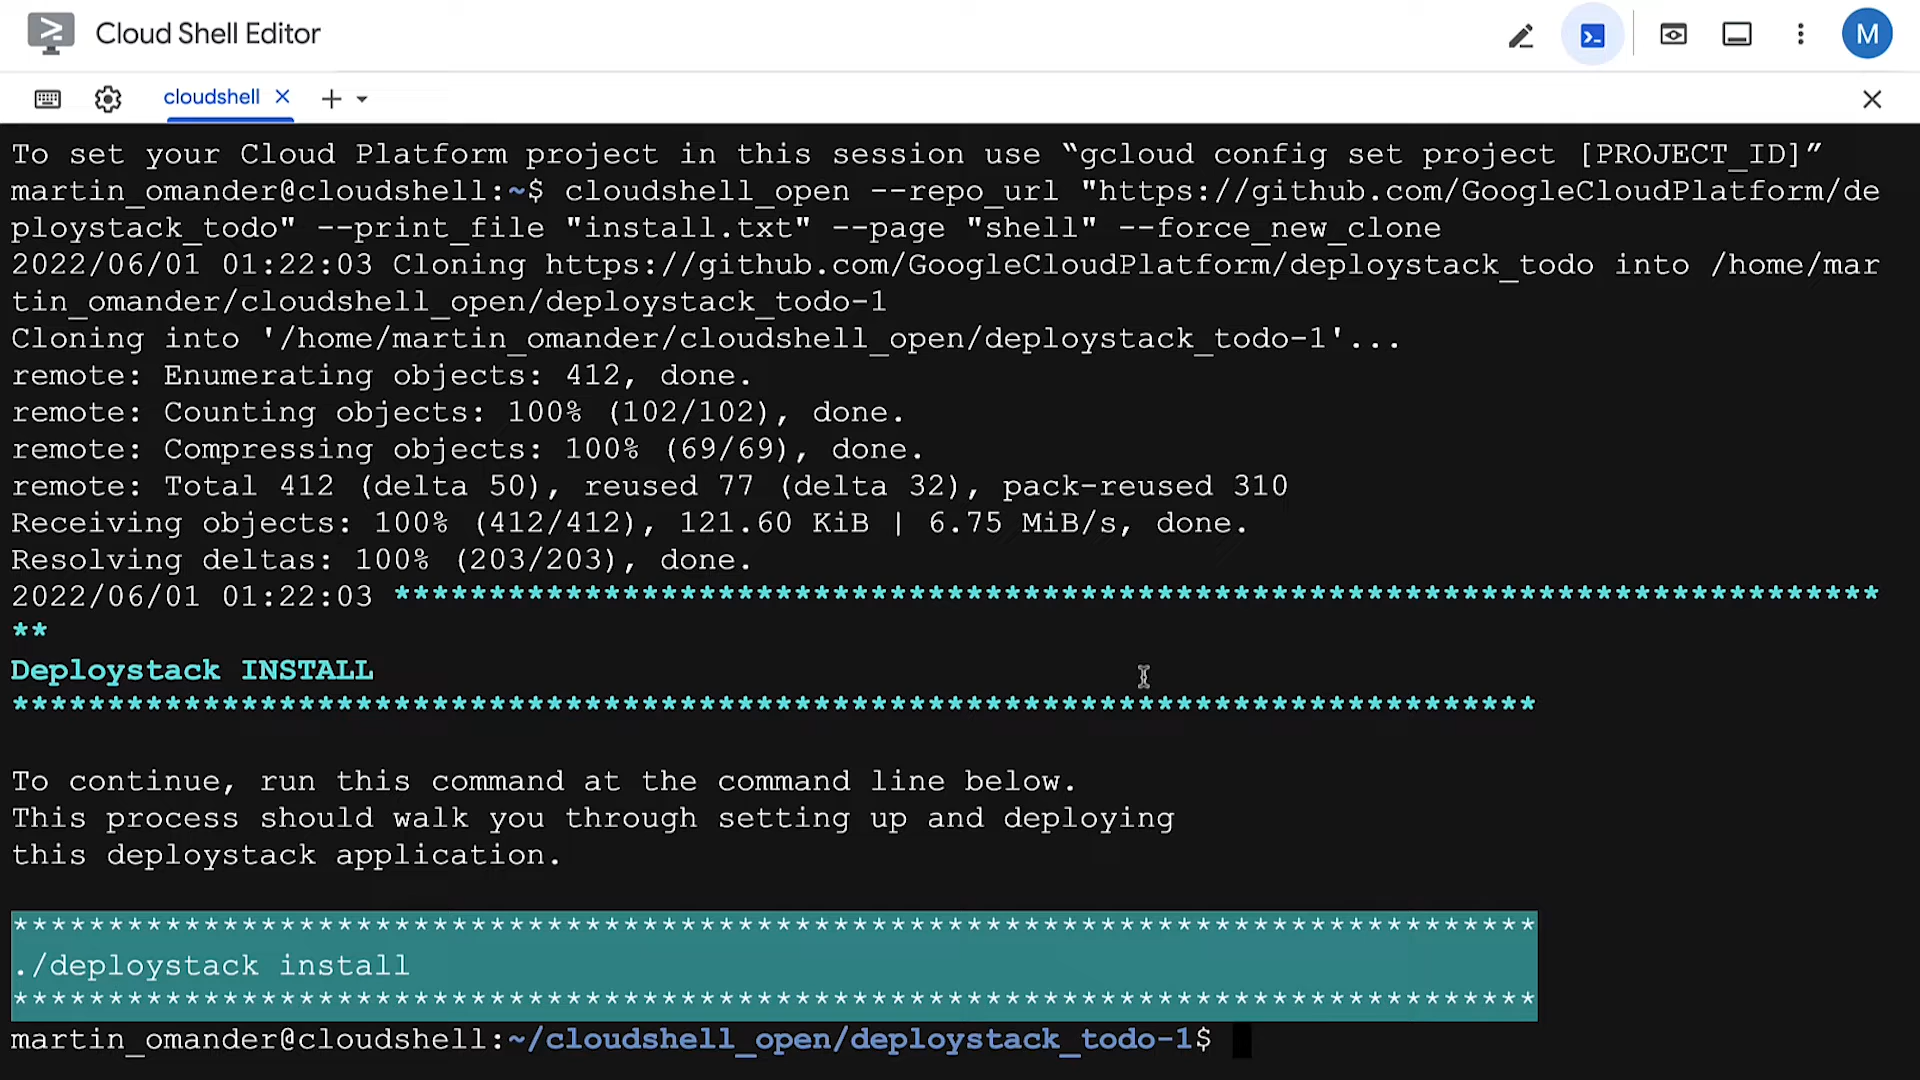 Cloud Shell Editor
M
cloudshell
To set your Cloud Platform project in this session use “gcloud config set project [PROJECT_ID]”
martin_omander@cloudshell:~$ cloudshell_open --repo_url "https://github.com/GoogleCloudPlatform/de
ploystack_todo" --print_file "install.txt" --page "shell" --force_new_clone
2022/06/01 01:22:03 Cloning https://github.com/GoogleCloudPlatform/deploystack_todo into /home/mar
tin_omander/cloudshell_open/deploystack_todo-1
Cloning into '/home/martin_omander/cloudshell_open/deploystack_todo-1'...
remote: Enumerating objects: 412, done.
remote: Counting objects: 100% (102/102), done.
remote: Compressing objects: 100% (69/69), done.
remote: Total 412 (delta 50), reused 77 (delta 32), pack-reused 310
Receiving objects: 100% (412/412), 121.60 KiB | 6.75 MiB/s, done.
Resolving deltas: 100% (203/203), done.
2022/06/01 01:22:03 ******************************************************************************
**
Deploystack INSTALL
********************************************************************************
To continue, run this command at the command line below.
This process should walk you through setting up and deploying
this deploystack application.
********************************************************************************
./deploystack install
********************************************************************************
martin_omander@cloudshell:~/cloudshell_open/deploystack_todo-1$